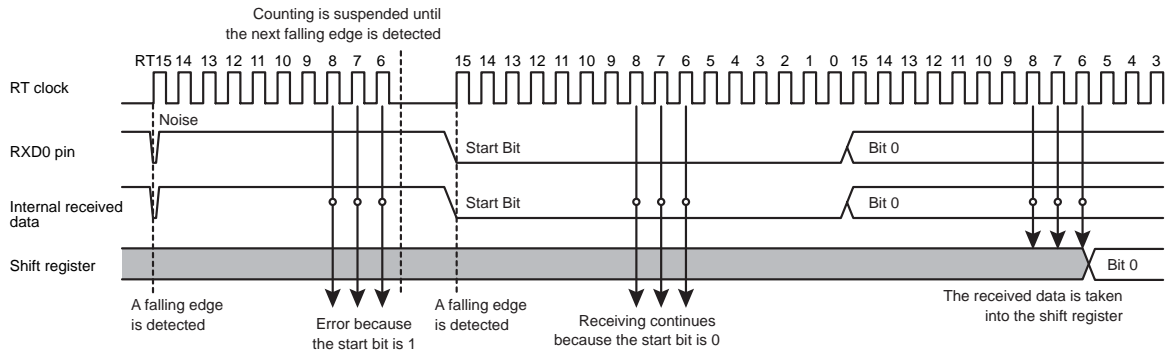 Counting is suspended until
the next falling edge is detected
RT15 14 13 12 11 10 9 8 7 6 15 14 13 12 11 10 9 8 7 6 5 4 3 2 1 0 15 14 13 12 11 10 9 8 7 6 5 4 3
RT clock
Noise
RXD0 pin
Start Bit
Bit 0
Internal received
data
Start Bit
Bit 0
Shift register
Bit 0
A falling edge
is detected
Error because
the start bit is 1
A falling edge
is detected
Receiving continues
because the start bit is 0
The received data is taken
into the shift register